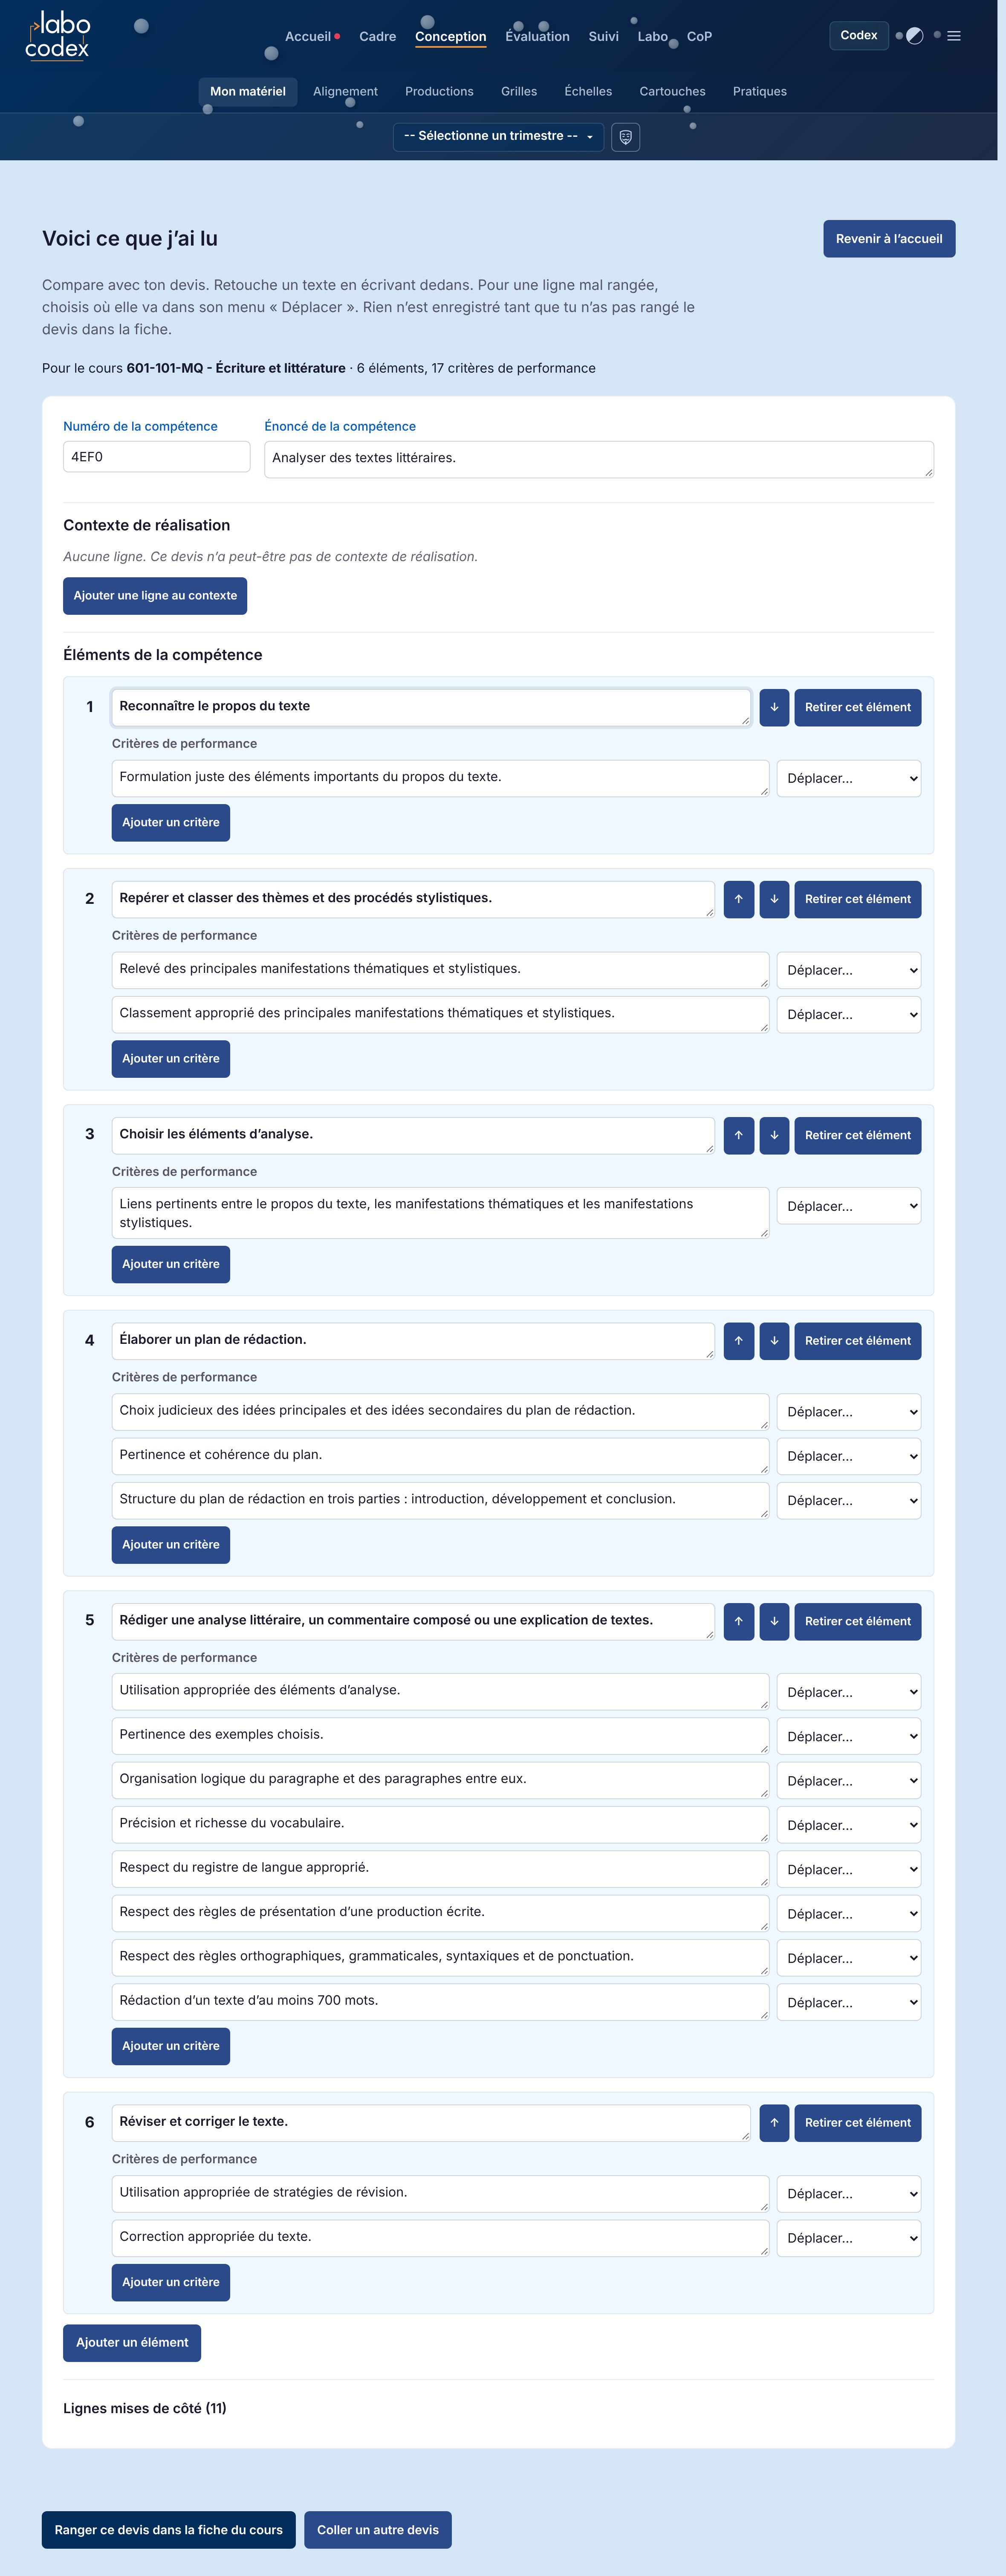 labo
codex
Accueil
Cadre
Conception
Évaluation
Suivi
Labo
CoP
Codex
Mon matériel
Alignement
Productions
Grilles
Échelles
Cartouches
Pratiques
-- Sélectionne un trimestre --
Voici ce que j’ai lu
Revenir à l’accueil
Compare avec ton devis. Retouche un texte en écrivant dedans. Pour une ligne mal rangée,
choisis où elle va dans son menu « Déplacer ». Rien n’est enregistré tant que tu n’as pas rangé le
devis dans la fiche.
Pour le cours 601-101-MQ - Écriture et littérature · 6 éléments, 17 critères de performance
Numéro de la compétence
Énoncé de la compétence
4EF0
Analyser des textes littéraires.
Contexte de réalisation
Aucune ligne. Ce devis n’a peut-être pas de contexte de réalisation.
Ajouter une ligne au contexte
Éléments de la compétence
1 Reconnaître le propos du texte ↓ Retirer cet élément
Critères de performance
Formulation juste des éléments importants du propos du texte. Déplacer...
Ajouter un critère
2 Repérer et classer des thèmes et des procédés stylistiques. ↑ ↓ Retirer cet élément
Critères de performance
Relevé des principales manifestations thématiques et stylistiques. Déplacer...
Classement approprié des principales manifestations thématiques et stylistiques. Déplacer...
Ajouter un critère
3 Choisir les éléments d’analyse. ↑ ↓ Retirer cet élément
Critères de performance
Liens pertinents entre le propos du texte, les manifestations thématiques et les manifestations Déplacer...
stylistiques.
Ajouter un critère
4 Élaborer un plan de rédaction. ↑ ↓ Retirer cet élément
Critères de performance
Choix judicieux des idées principales et des idées secondaires du plan de rédaction. Déplacer...
Pertinence et cohérence du plan. Déplacer...
Structure du plan de rédaction en trois parties : introduction, développement et conclusion. Déplacer...
Ajouter un critère
5 Rédiger une analyse littéraire, un commentaire composé ou une explication de textes. ↑ ↓ Retirer cet élément
Critères de performance
Utilisation appropriée des éléments d’analyse. Déplacer...
Pertinence des exemples choisis. Déplacer...
Organisation logique du paragraphe et des paragraphes entre eux. Déplacer...
Précision et richesse du vocabulaire. Déplacer...
Respect du registre de langue approprié. Déplacer...
Respect des règles de présentation d’une production écrite. Déplacer...
Respect des règles orthographiques, grammaticales, syntaxiques et de ponctuation. Déplacer...
Rédaction d’un texte d’au moins 700 mots. Déplacer...
Ajouter un critère
6 Réviser et corriger le texte. ↑ Retirer cet élément
Critères de performance
Utilisation appropriée de stratégies de révision. Déplacer...
Correction appropriée du texte. Déplacer...
Ajouter un critère
Ajouter un élément
Lignes mises de côté (11)
Ranger ce devis dans la fiche du cours
Coller un autre devis